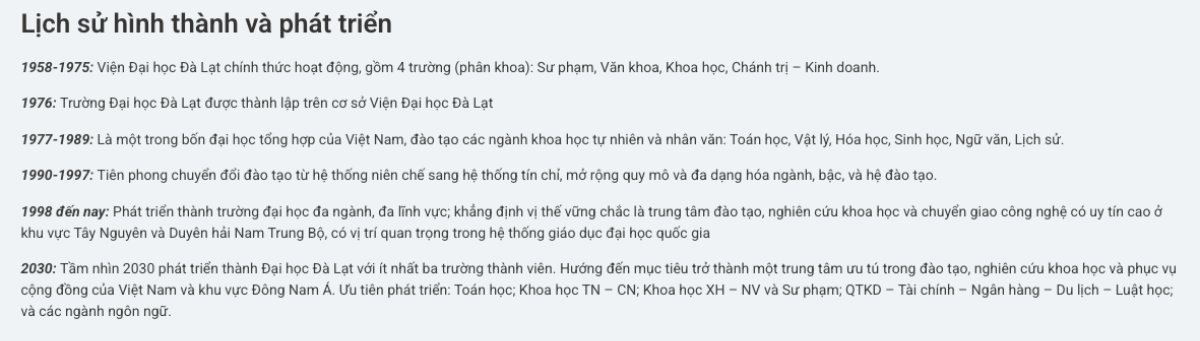 Lịch sử hình thành và phát triển
1958-1975: Viện Đại học Đà Lạt chính thức hoạt động, gồm 4 trường (phân khoa): Sư phạm, Văn khoa, Khoa học, Chánh trị – Kinh doanh.
1976: Trường Đại học Đà Lạt được thành lập trên cơ sở Viện Đại học Đà Lạt
1977-1989: Là một trong bốn đại học tổng hợp của Việt Nam, đào tạo các ngành khoa học tự nhiên và nhân văn: Toán học, Vật lý, Hóa học, Sinh học, Ngữ văn, Lịch sử.
1990-1997: Tiên phong chuyển đổi đào tạo từ hệ thống niên chế sang hệ thống tín chỉ, mở rộng quy mô và đa dạng hóa ngành, bậc, và hệ đào tạo.
1998 đến nay: Phát triển thành trường đại học đa ngành, đa lĩnh vực; khẳng định vị thế vững chắc là trung tâm đào tạo, nghiên cứu khoa học và chuyển giao công nghệ có uy tín cao ở
khu vực Tây Nguyên và Duyên hải Nam Trung Bộ, có vị trí quan trọng trong hệ thống giáo dục đại học quốc gia
2030: Tầm nhìn 2030 phát triển thành Đại học Đà Lạt với ít nhất ba trường thành viên. Hướng đến mục tiêu trở thành một trung tâm ưu tú trong đào tạo, nghiên cứu khoa học và phục vụ
cộng đồng của Việt Nam và khu vực Đông Nam Á. Ưu tiên phát triển: Toán học; Khoa học TN – CN; Khoa học XH – NV và Sư phạm; QTKD – Tài chính – Ngân hàng – Du lịch – Luật học;
và các ngành ngôn ngữ.